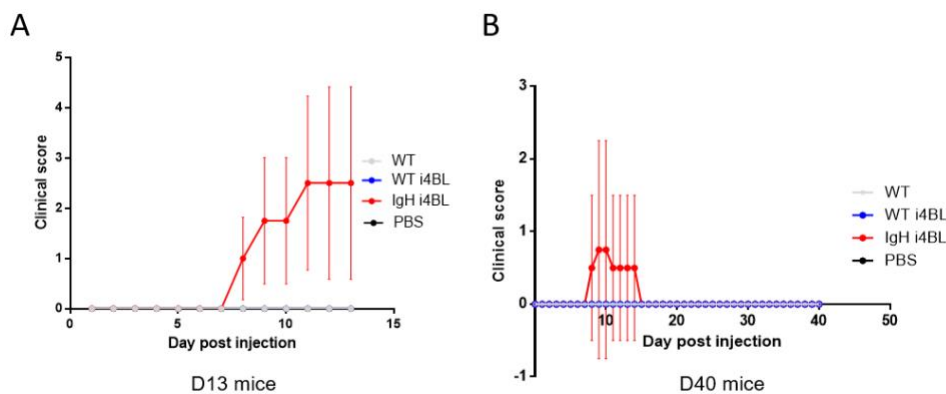 A
Clinical score
5
4
3
2
1
0
0 5 10 15
Day post injection
WT
WT i4BL
IgH i4BL
PBS
D13 mice
B
Clinical score
3
2
1
0
-1
10 20 30 40 50
Day post injection
WT
WT i4BL
IgH i4BL
PBS
D40 mice